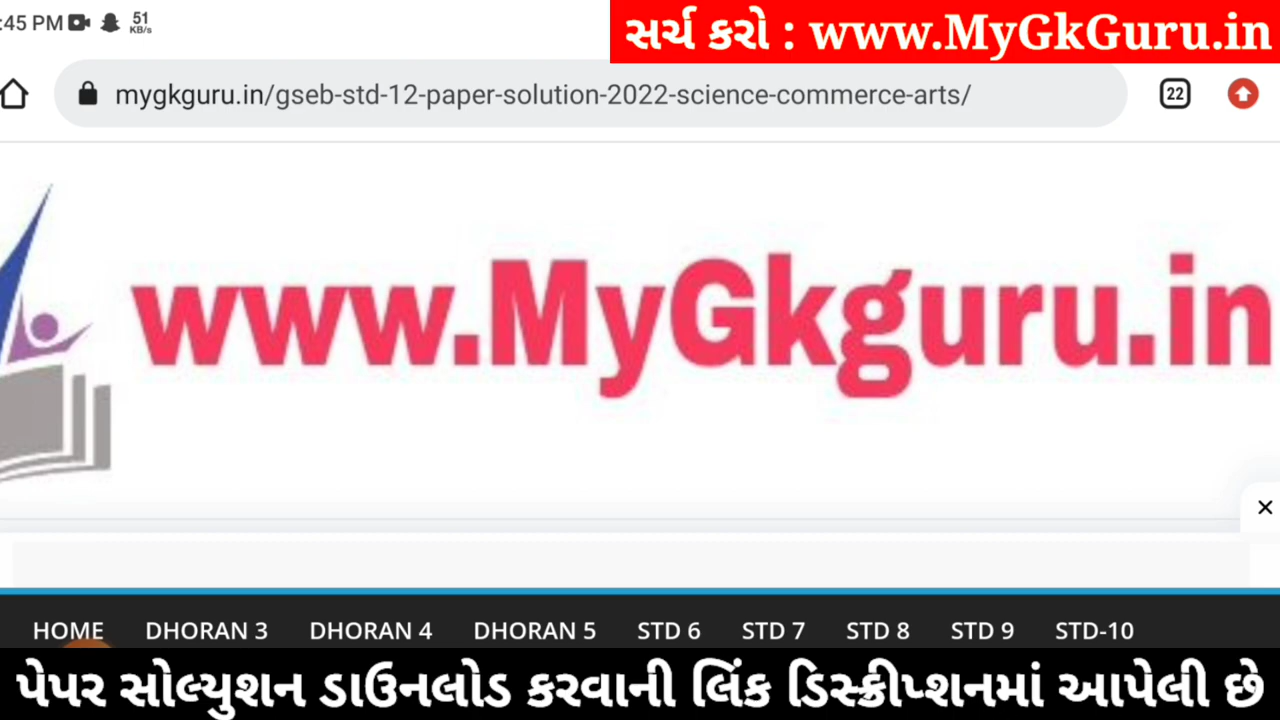 :45 PM 51 KB/s
સર્ચ કરો : www.MyGkGuru.in
mygkguru.in/gseb-std-12-paper-solution-2022-science-commerce-arts/ 22
www.MyGkguru.in
HOME DHORAN 3 DHORAN 4 DHORAN 5 STD 6 STD 7 STD 8 STD 9 STD-10
પેપર સોલ્યુશન ડાઉનલોડ કરવાની લિંક ડિસ્ક્રીપ્શનમાં આપેલી છે